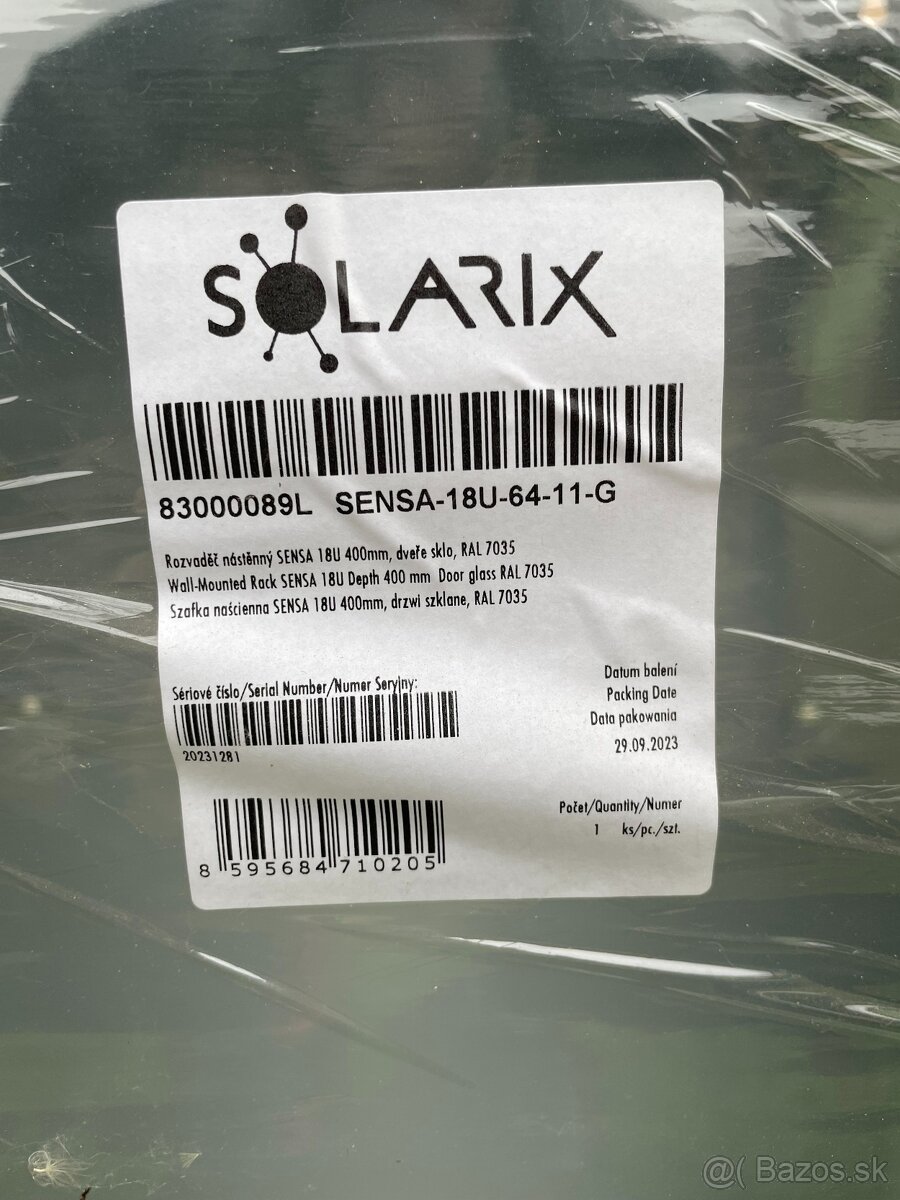 SOLARIX
83000089L SENSA-18U-64-11-G
Rozvaděč nástěnný SENSA 18U 400mm, dveře sklo, RAL 7035
Wall-Mounted Rack SENSA 18U Depth 400 mm Door glass RAL 7035
Szafka naścienna SENSA 18U 400mm, drzwi szklane, RAL 7035
Sériové číslo/Serial Number/Numer Seryjny:
20231281
Datum balení
Packing Date
Data pakowania
29.09.2023
Počet/Quantity/Numer
1 ks/pc./szt.
8 595684 710205
@( Bazos.sk